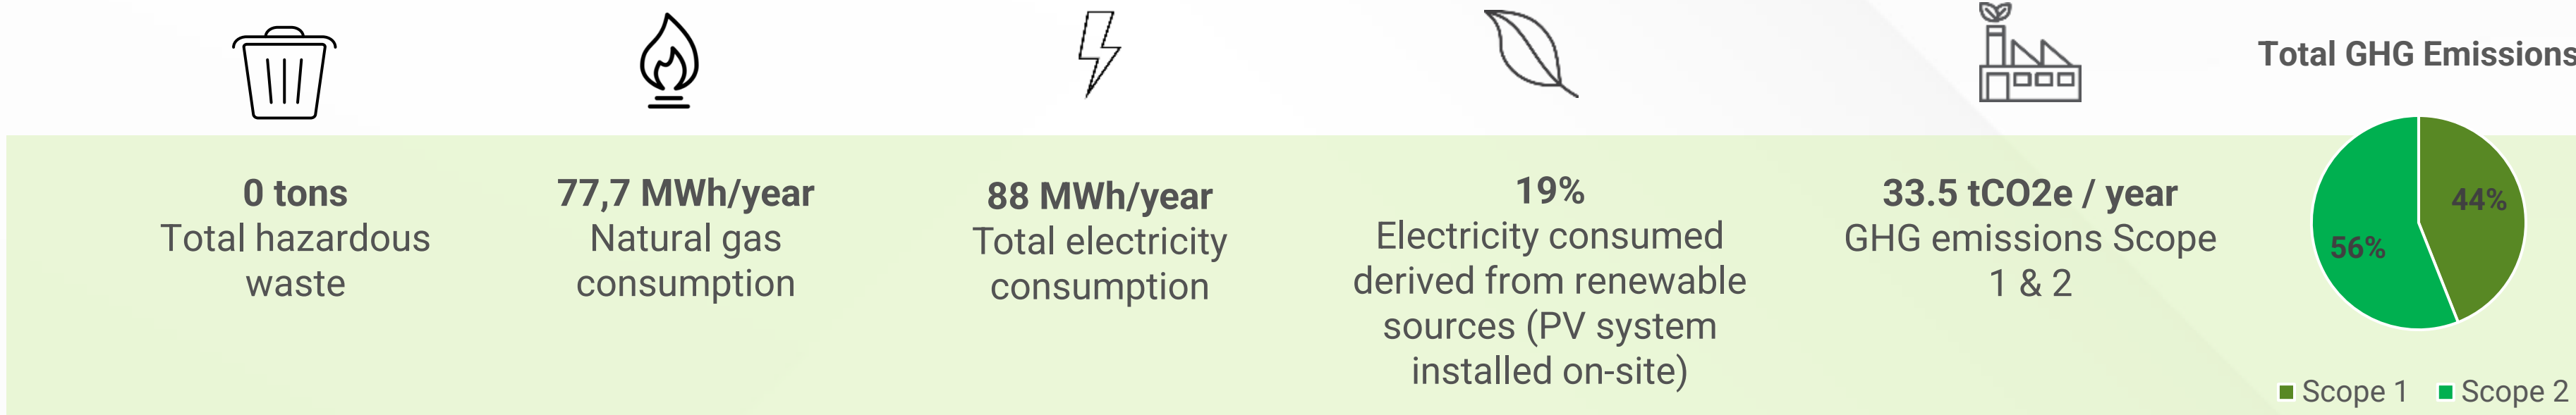 0 tons
Total hazardous
waste
77,7 MWh/year
Natural gas
consumption
88 MWh/year
Total electricity
consumption
19%
Electricity consumed
derived from renewable
sources (PV system
installed on-site)
33.5 tCO2e / year
GHG emissions Scope
1 & 2
Total GHG Emissions
44%
56%
Scope 1
Scope 2